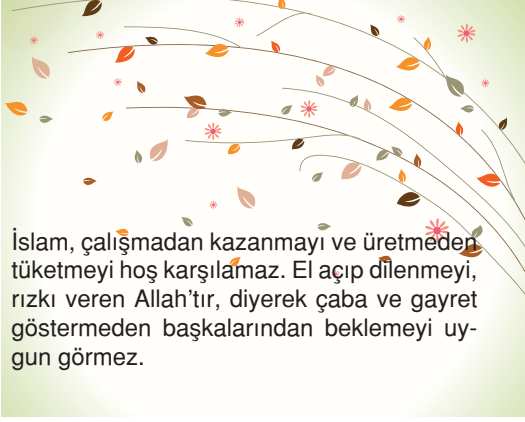 İslam, çalışmadan kazanmayı ve üretmeden
tüketmeyi hoş karşılamaz. El açıp dilenmeyi,
rızkı veren Allah’tır, diyerek çaba ve gayret
göstermeden başkalarından beklemeyi uy-
gun görmez.